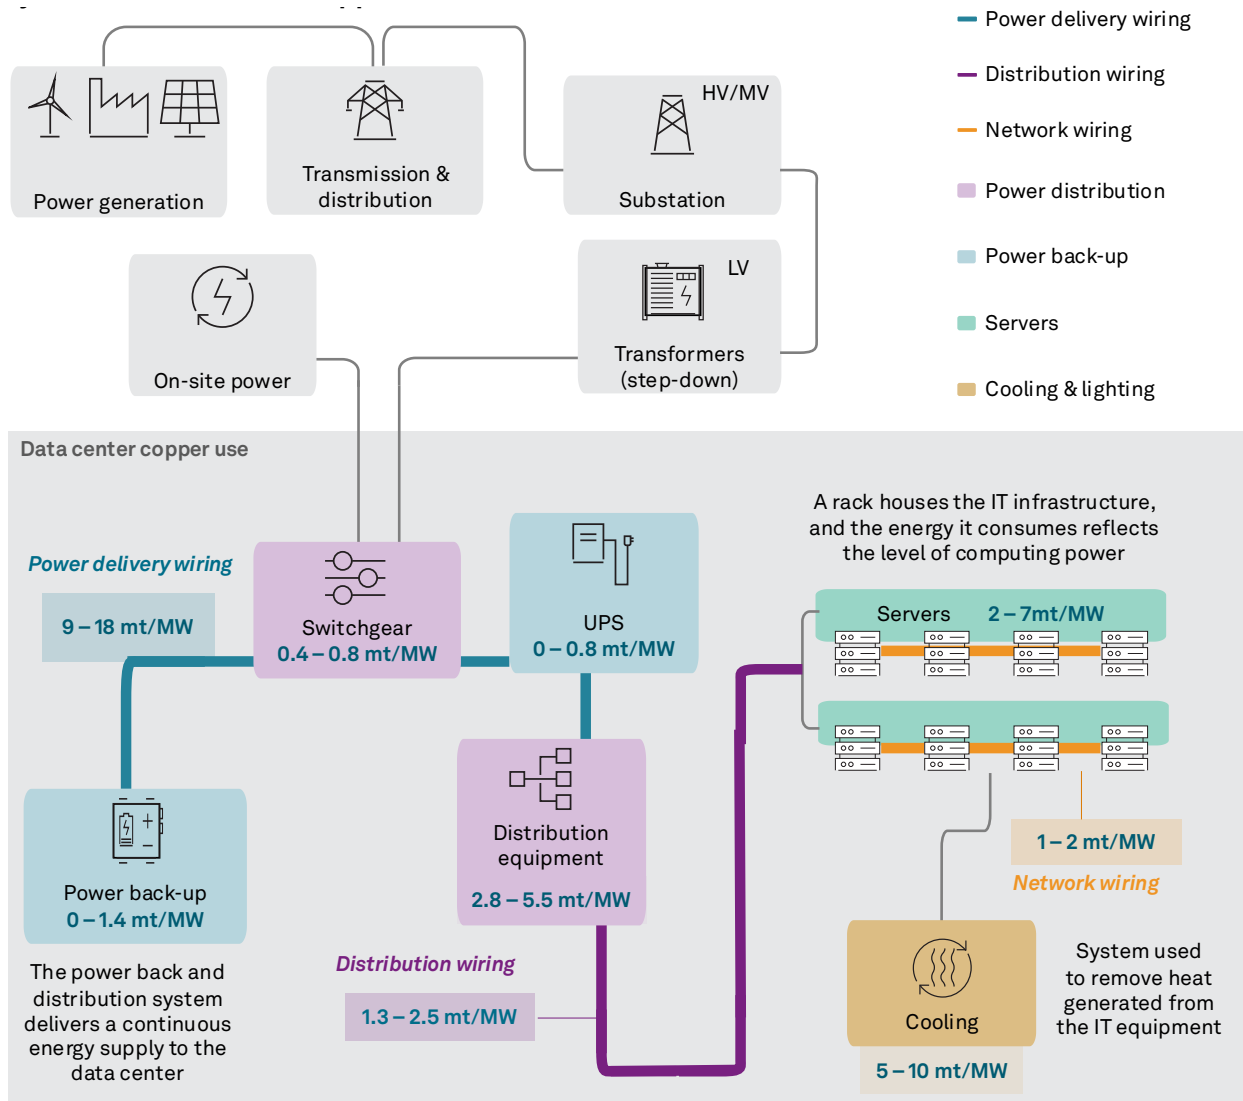 Power delivery wiring
Distribution wiring
Network wiring
Power distribution
Power back-up
Servers
Cooling & lighting
Power generation
Transmission &
distribution
HV/MV
Substation
On-site power
LV
Transformers
(step-down)
Data center copper use
Power delivery wiring
9 – 18 mt/MW
Switchgear
0.4 – 0.8 mt/MW
UPS
0 – 0.8 mt/MW
A rack houses the IT infrastructure,
and the energy it consumes reflects
the level of computing power
Servers 2 – 7mt/MW
Distribution
equipment
2.8 – 5.5 mt/MW
Power back-up
0 – 1.4 mt/MW
1 – 2 mt/MW
Network wiring
The power back and
distribution system
delivers a continuous
energy supply to the
data center
Distribution wiring
1.3 – 2.5 mt/MW
Cooling
5 – 10 mt/MW
System used
to remove heat
generated from
the IT equipment